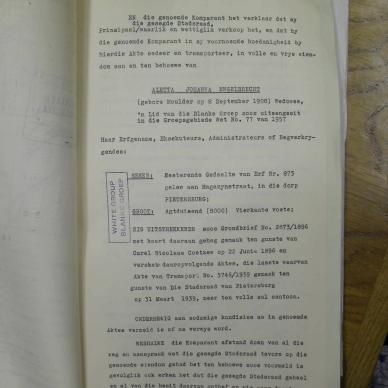 EN die genoemde Komparant het verklaar dat sy
die gesegde Stadsraad,
Prinsipaal, waarlik en wettiglik verkoop het, en dat hy
die genoemde Komparant in sy voornoemde hoedanigheid by
hierdie Akte sedeer en transporteer, in volle en vrye eien-
dom aan en ten behoewe van
ALETTA JOHANNA ENGELBRECHT
(gebore Moulder op 8 September 1908) Weduwee,
'n Lid van die Blanke Groep soos uiteengesit
in die Groepsgebiede Wet No. 77 van 1957
Haar Erfgename, Eksekuteurs, Administrateurs of Regverkry-
gendes:
WHITE GROUP
BLANKE GROEP
SEKER: Resterende Gedeelte van Erf Nr. 873
geleë aan Magasynstraat, in die dorp
PIETERSBURG;
GROOT: Agtduisend (8000) Vierkante voete;
SIG UITSTREKKENDE soos Grondbrief No. 2673/1896
met kaart daaraan geheg gemaak ten gunste van
Carel Nicolaas Coetzee op 22 Junie 1896 en
verskeie daaropvolgende Aktes, die laaste waarvan
Akte van Transport No. 3746/1939 gemaak ten
gunste van Die Stadsraad van Pietersburg
op 31 Maart 1939, meer ten volle sal aantoon.
ONDERHEWIG aan sodanige kondisies as in genoemde
Aktes vermeld is of na verwys word.
WESHALWE die Komparant afstand doen van al die
reg en aanspraak wat die gesegde Stadsraad tevore op die
genoemde eiendom gehad het ten behoewe soos voormeld is
gevolglik ook erken het dat die gesegde Stadsraad geheel
en al van die besit daarvan onthef en nie